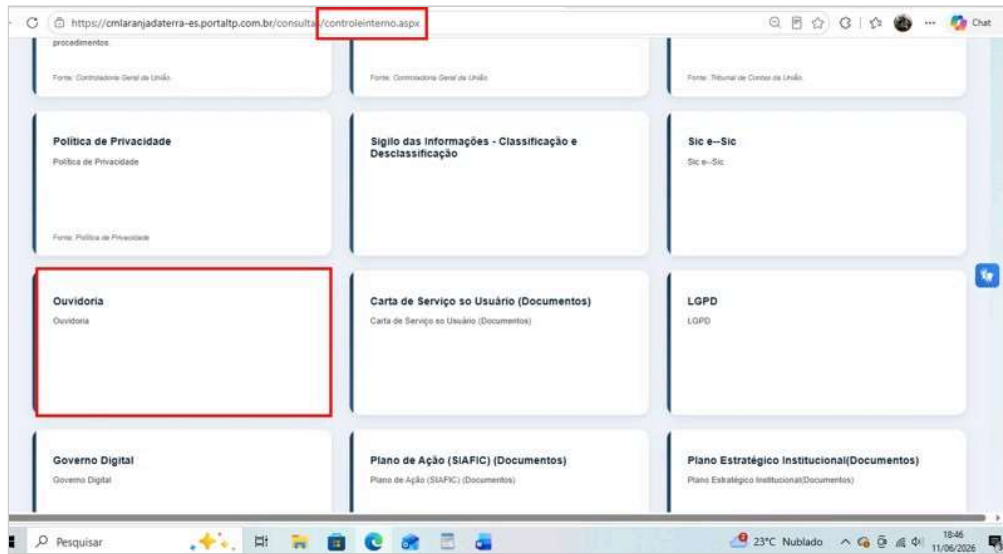 https://cmlaranjadaterra-es.portaltp.com.br/consultas/controleinterno.aspx
Chat
procedimentos
Fonte: Controladoria Geral da União.
Fonte: Controladoria Geral da União.
Fonte: Tribunal de Contas da União.
Política de Privacidade
Política de Privacidade
Fonte: Política de Privacidade
Sigilo das Informações - Classificação e
Desclassificação
Sic e--Sic
Sic e--Sic
Ouvidoria
Ouvidoria
Carta de Serviço so Usuário (Documentos)
Carta de Serviço so Usuário (Documentos)
LGPD
LGPD
Governo Digital
Governo Digital
Plano de Ação (SIAFIC) (Documentos)
Plano de Ação (SIAFIC) (Documentos)
Plano Estratégico Institucional(Documentos)
Plano Estratégico Institucional(Documentos)
Pesquisar
23°C Nublado
18:46
11/06/2026